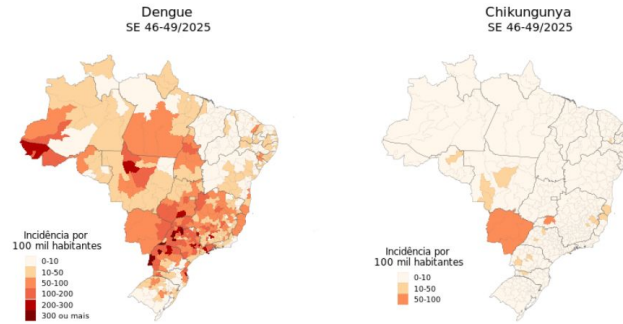 Dengue
SE 46-49/2025
Incidência por
100 mil habitantes
0-10
10-50
50-100
100-200
200-300
300 ou mais
Chikungunya
SE 46-49/2025
Incidência por
100 mil habitantes
0-10
10-50
50-100